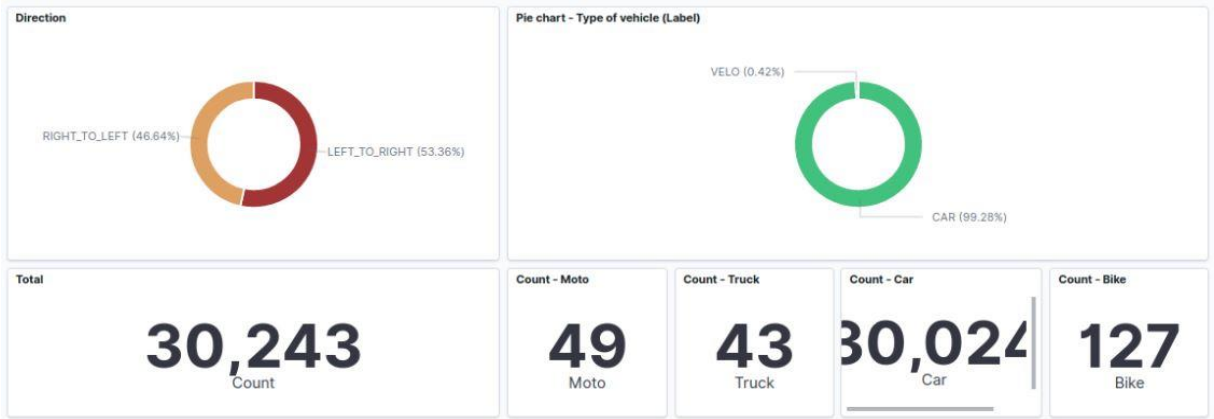 Direction
RIGHT_TO_LEFT (46.64%)
LEFT_TO_RIGHT (53.36%)
Pie chart - Type of vehicle (Label)
VELO (0.42%)
CAR (99.28%)
Total
30,243
Count
Count - Moto
49
Moto
Count - Truck
43
Truck
Count - Car
30,024
Car
Count - Bike
127
Bike